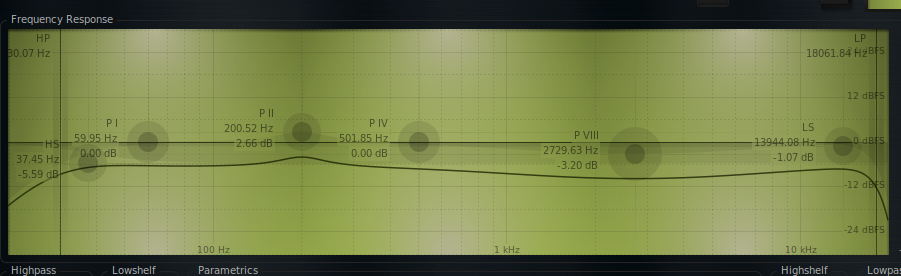 Frequency Response
HP
30.07 Hz
LP
18061.84 Hz
12 dBFS
P I
59.95 Hz
0.00 dB
P II
200.52 Hz
2.66 dB
P IV
501.85 Hz
0.00 dB
P VIII
2729.63 Hz
-3.20 dB
LS
13944.08 Hz
-1.07 dB
0 dBFS
HS
37.45 Hz
-5.59 dB
-12 dBFS
-24 dBFS
100 Hz
1 kHz
10 kHz
Highpass
Lowshelf
Parametrics
Highshelf